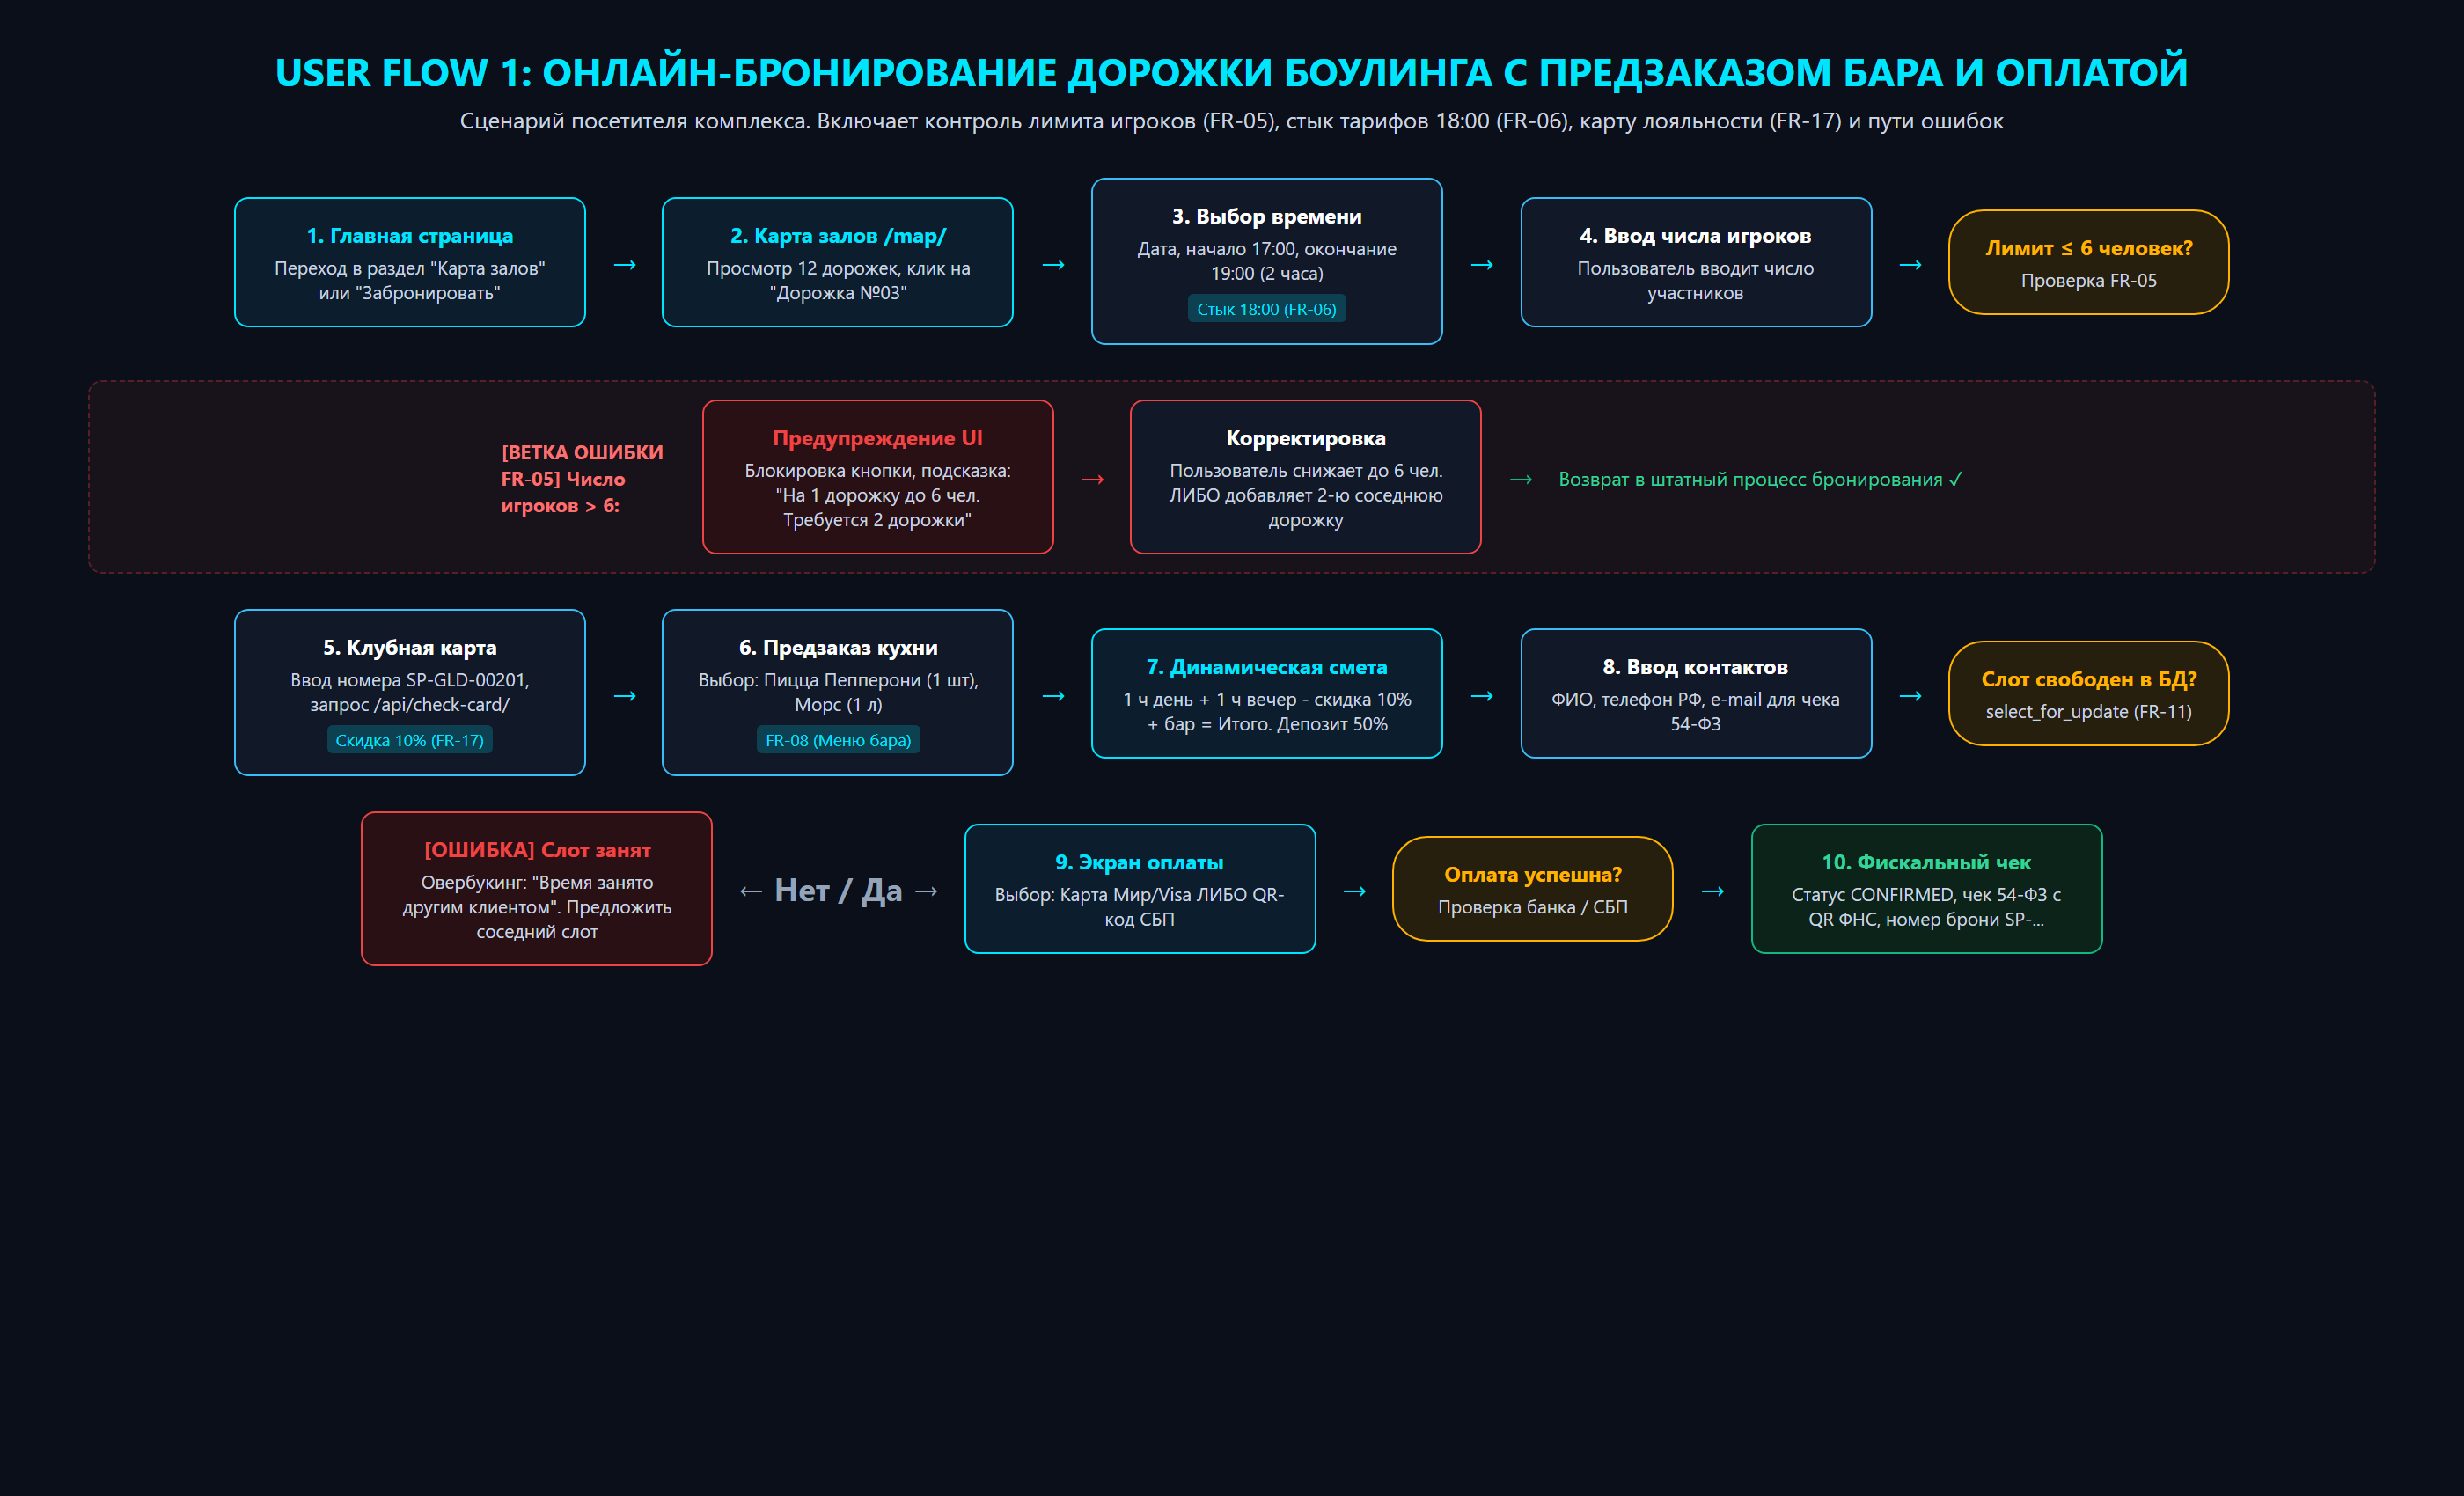 USER FLOW 1: ОНЛАЙН-БРОНИРОВАНИЕ ДОРОЖКИ БОУЛИНГА С ПРЕДЗАКАЗОМ БАРА И ОПЛАТОЙ
Сценарий посетителя комплекса. Включает контроль лимита игроков (FR-05), стык тарифов 18:00 (FR-06), карту лояльности (FR-17) и пути ошибок
1. Главная страница
Переход в раздел "Карта залов"
или "Забронировать"
→
2. Карта залов /map/
Просмотр 12 дорожек, клик на
"Дорожка №03"
→
3. Выбор времени
Дата, начало 17:00, окончание
19:00 (2 часа)
Стык 18:00 (FR-06)
→
4. Ввод числа игроков
Пользователь вводит число
участников
→
Лимит ≤ 6 человек?
Проверка FR-05
[ВЕТКА ОШИБКИ
FR-05] Число
игроков > 6:
Предупреждение UI
Блокировка кнопки, подсказка:
"На 1 дорожку до 6 чел.
Требуется 2 дорожки"
→
Корректировка
Пользователь снижает до 6 чел.
ЛИБО добавляет 2-ю соседнюю
дорожку
→
Возврат в штатный процесс бронирования ✓
5. Клубная карта
Ввод номера SP-GLD-00201,
запрос /api/check-card/
Скидка 10% (FR-17)
→
6. Предзаказ кухни
Выбор: Пицца Пепперони (1 шт),
Морс (1 л)
FR-08 (Меню бара)
→
7. Динамическая смета
1 ч день + 1 ч вечер - скидка 10%
+ бар = Итого. Депозит 50%
→
8. Ввод контактов
ФИО, телефон РФ, e-mail для чека
54-ФЗ
→
Слот свободен в БД?
select_for_update (FR-11)
[ОШИБКА] Слот занят
Овербукинг: "Время занято
другим клиентом". Предложить
соседний слот
← Нет / Да →
9. Экран оплаты
Выбор: Карта Мир/Visa ЛИБО QR-
код СБП
→
Оплата успешна?
Проверка банка / СБП
→
10. Фискальный чек
Статус CONFIRMED, чек 54-ФЗ с
QR ФНС, номер брони SP-...